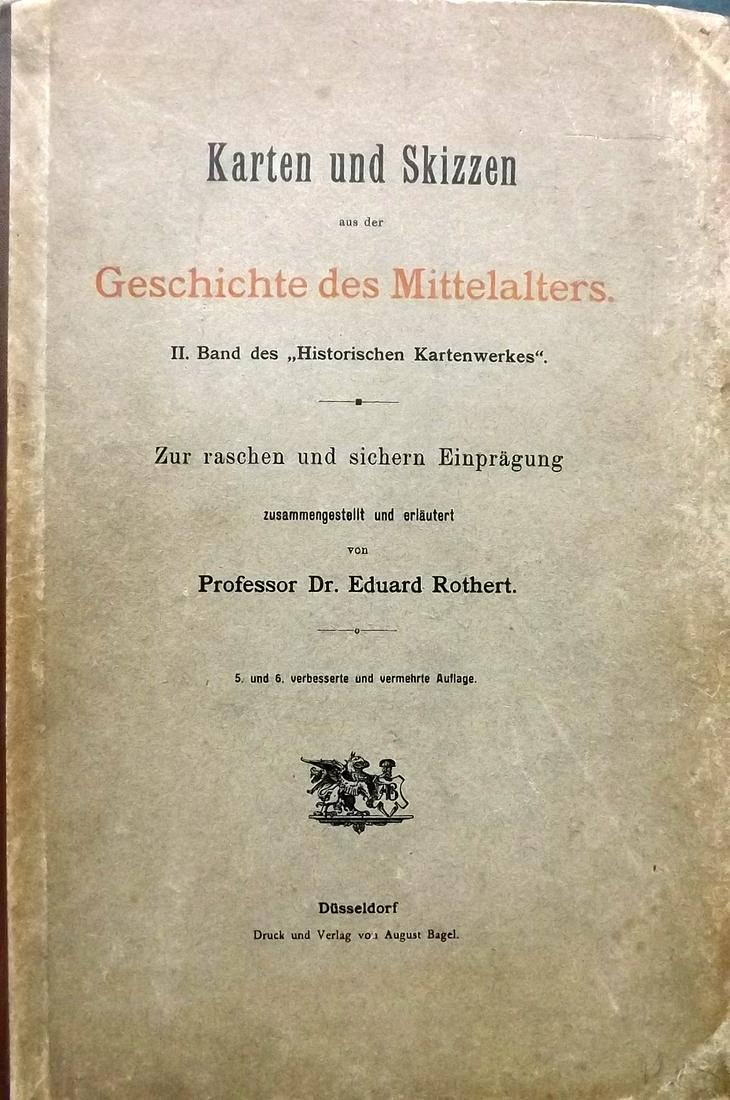 Karten und Skizzen
aus der
Geschichte des Mittelalters.
II. Band des „Historischen Kartenwerkes“.
Zur raschen und sichern Einprägung
zusammengestellt und erläutert
von
Professor Dr. Eduard Rothert.
5. und 6. verbesserte und vermehrte Auflage.
AB
Düsseldorf
Druck und Verlag von August Bagel.